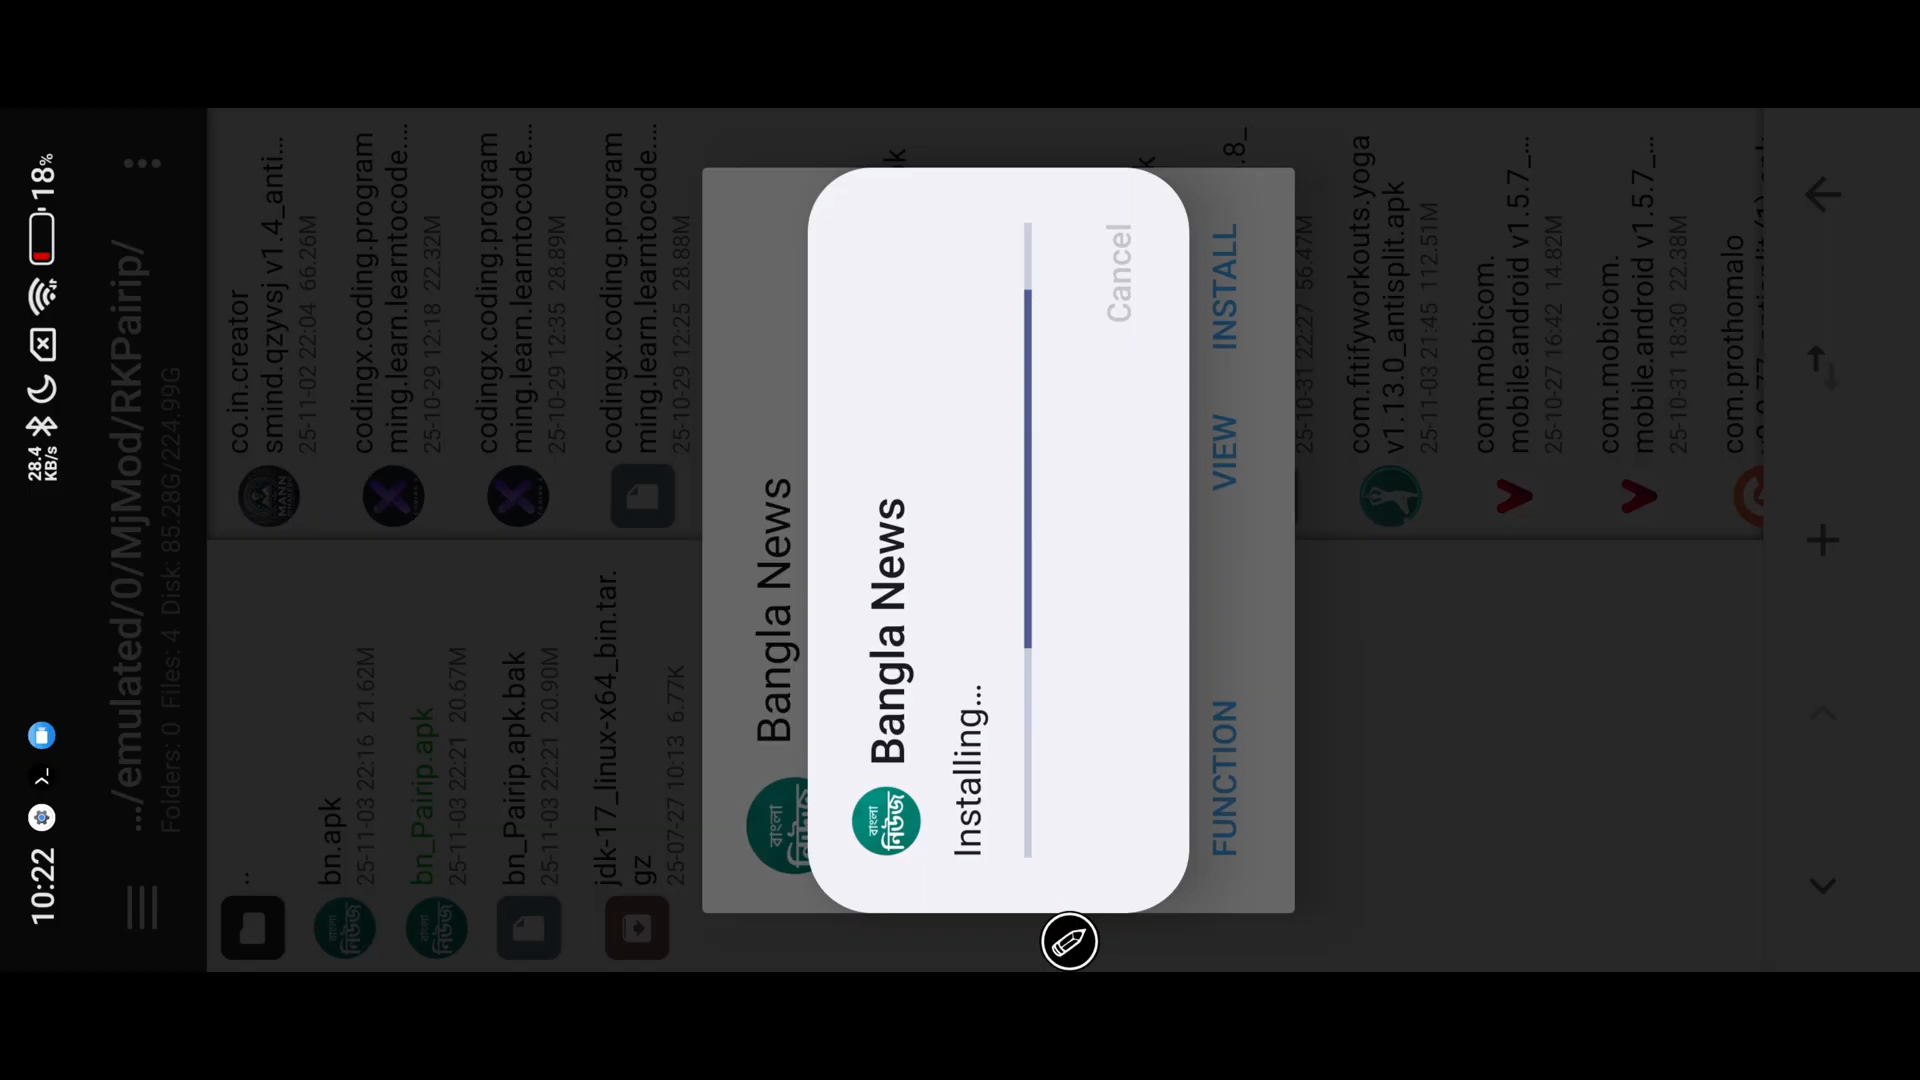 10:22
28.4
KB/s
18%
.../emulated/0/MjMod/RKPairip/
Folders: 0 Files: 4 Disk: 85.28G/224.99G
..
bn.apk
25-11-03 22:16 21.62M
bn_Pairip.apk
25-11-03 22:21 20.67M
bn_Pairip.apk.bak
25-11-03 22:21 20.90M
jdk-17_linux-x64_bin.tar.
gz
25-07-27 10:13 6.77K
co.in.creator
smind.qzywsj v1.4_anti...
25-11-02 22:04 66.26M
codingx.coding.program
ming.learn.learntocode...
25-10-29 12:18 22.32M
codingx.coding.program
ming.learn.learntocode...
25-10-29 12:35 28.89M
codingx.coding.program
ming.learn.learntocode...
25-10-29 12:25 28.88M
Bangla News
বাংলা
নিউজ
Bangla News
Installing...
Cancel
FUNCTION
VIEW
INSTALL
.8_
25-10-31 22:27 56.47M
com.fitifyworkouts.yoga
v1.13.0_antisplit.apk
25-11-03 21:45 112.51M
com.mobicom.
mobile.android v1.5.7_...
25-10-27 16:42 14.82M
com.mobicom.
mobile.android v1.5.7_...
25-10-31 18:30 22.38M
com.prothomalo